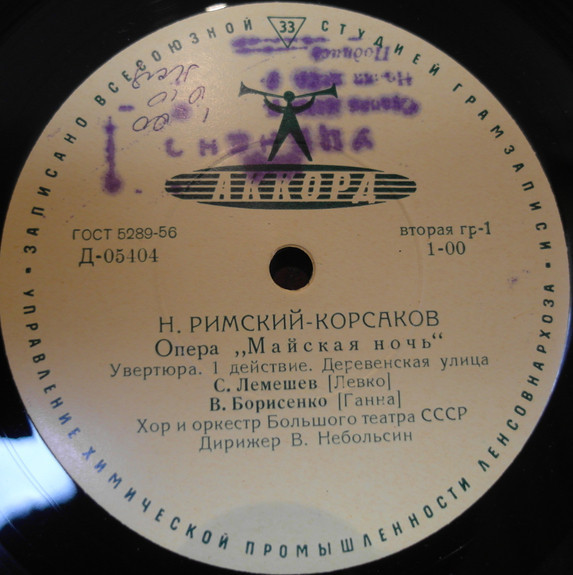 ЗАПИСАНО ВСЕСОЮЗНОЙ СТУДИЕЙ ГРАМЗАПИСИ
33
Подпись
АККОРД
ГОСТ 5289-56
Д-05404
вторая гр-1
1-00
Н. РИМСКИЙ-КОРСАКОВ
Опера „Майская ночь“
Увертюра. 1 действие. Деревенская улица
С. Лемешев [Левко]
В. Борисенко [Ганна]
Хор и оркестр Большого театра СССР
Дирижер В. Небольсин
УПРАВЛЕНИЕ ХИМИЧЕСКОЙ ПРОМЫШЛЕННОСТИ ЛЕНСОВНАРХОЗА